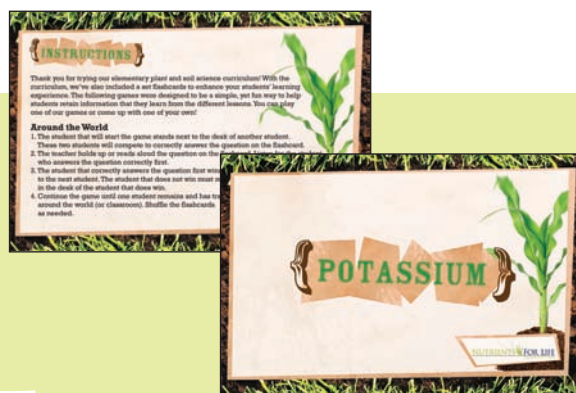 {INSTRUCTIONS}
Thank you for trying our elementary plant and soil science curriculum! With the
curriculum, we've also included a set flashcards to enhance your students' learning
experience. The following games were designed to be a simple, yet fun way to help
students retain information that they learn from the different lessons. You can play
one of our games or come up with one of your own!
Around the World
1. The student that will start the game stands next to the desk of another student.
These two students will compete to correctly answer the question on the flashcard.
2. The teacher holds up or reads aloud the question on the
who answers the question correctly first.
3. The student that correctly answers the question first
to the next student. The student that does not win must
in the desk of the student that does win.
4. Continue the game until one student remains and has
around the world (or classroom). Shuffle the flashcards
as needed.
{POTASSIUM}
NUTRIENTS FOR LIFE